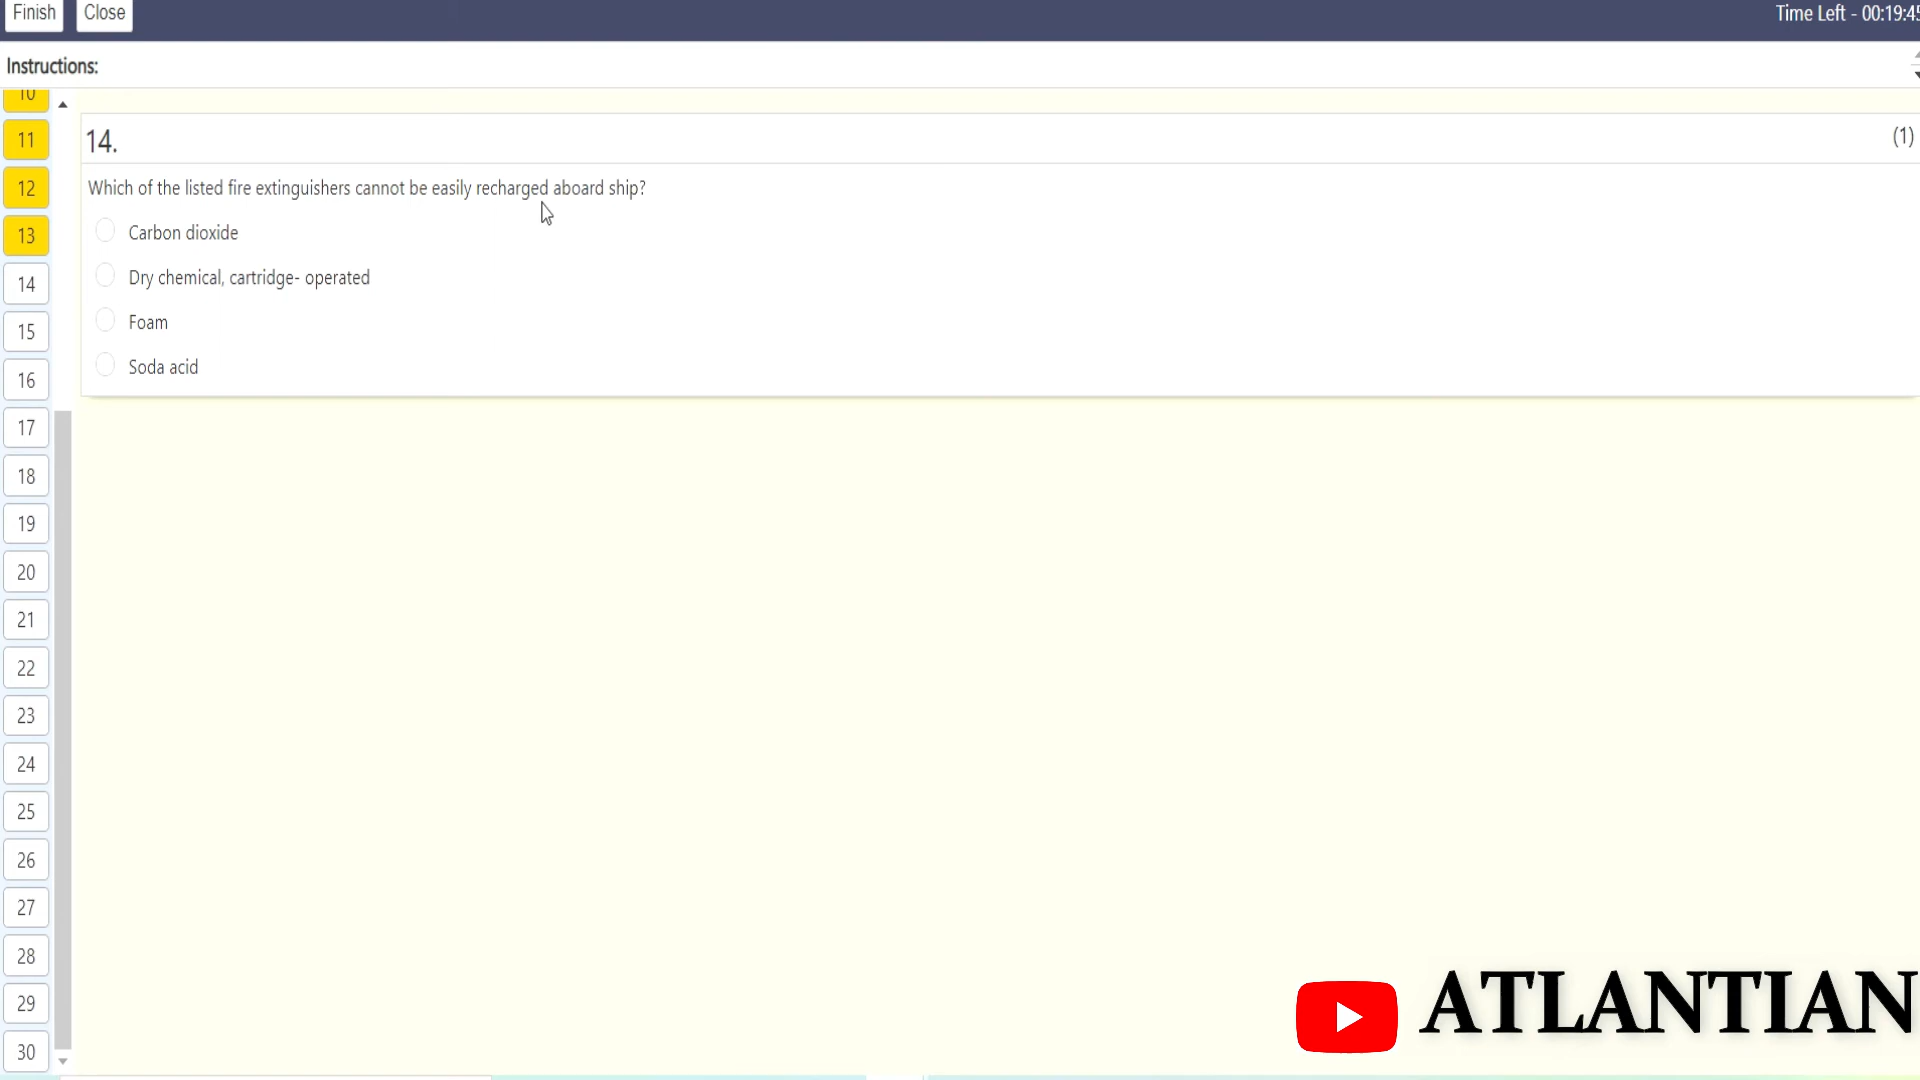 Finish Close Time Left - 00:19:45
Instructions:
10
11
12
13
14
15
16
17
18
19
20
21
22
23
24
25
26
27
28
29
30
14. (1)
Which of the listed fire extinguishers cannot be easily recharged aboard ship?
Carbon dioxide
Dry chemical, cartridge- operated
Foam
Soda acid
ATLANTIAN